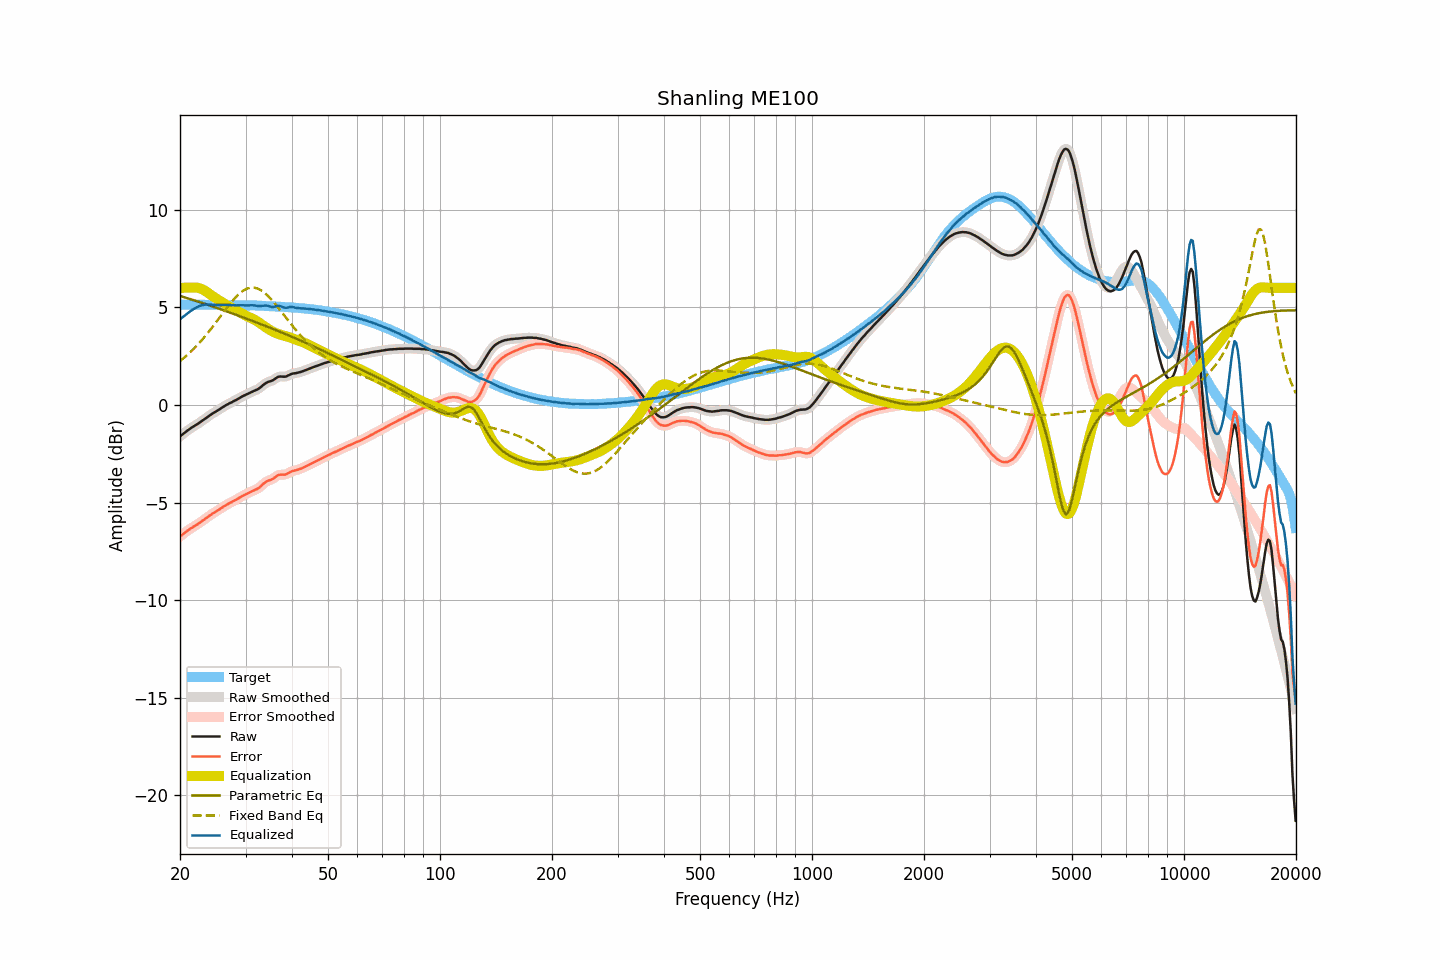 Shanling ME100
Amplitude (dBr)
10
5
0
−5
−10
−15
−20
Target
Raw Smoothed
Error Smoothed
Raw
Error
Equalization
Parametric Eq
Fixed Band Eq
Equalized
20 50 100 200 500 1000 2000 5000 10000 20000
Frequency (Hz)